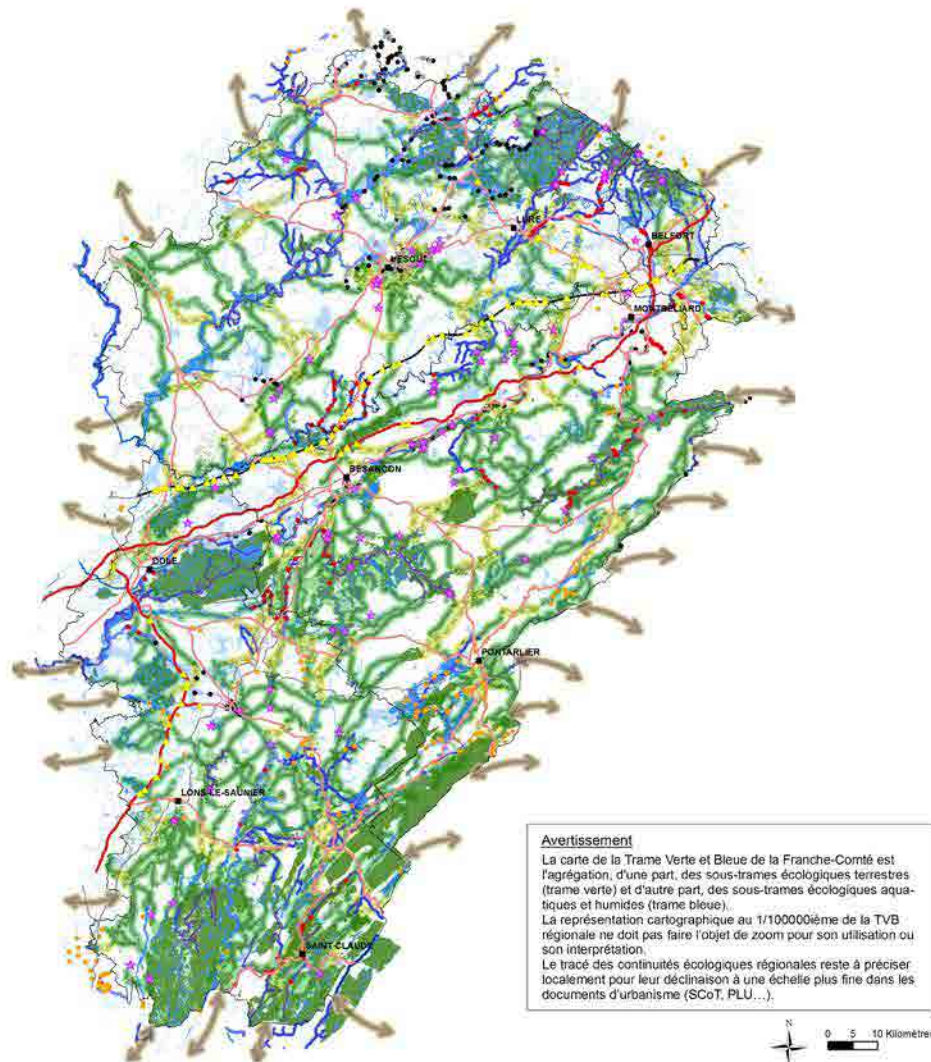 LURE
BELFORT
VESOUL
MONTBELIARD
BESANCON
DOLE
PONTARLIER
LONS-LE-SAUNIER
SAINT-CLAUDE
Avertissement
La carte de la Trame Verte et Bleue de la Franche-Comté est
l'agrégation, d'une part, des sous-trames écologiques terrestres
(trame verte) et d'autre part, des sous-trames écologiques aqua-
tiques et humides (trame bleue).
La représentation cartographique au 1/100000ième de la TVB
régionale ne doit pas faire l'objet de zoom pour son utilisation ou
son interprétation.
Le tracé des continuités écologiques régionales reste à préciser
localement pour leur déclinaison à une échelle plus fine dans les
documents d'urbanisme (SCoT, PLU…).
N
0 5 10 Kilomètres